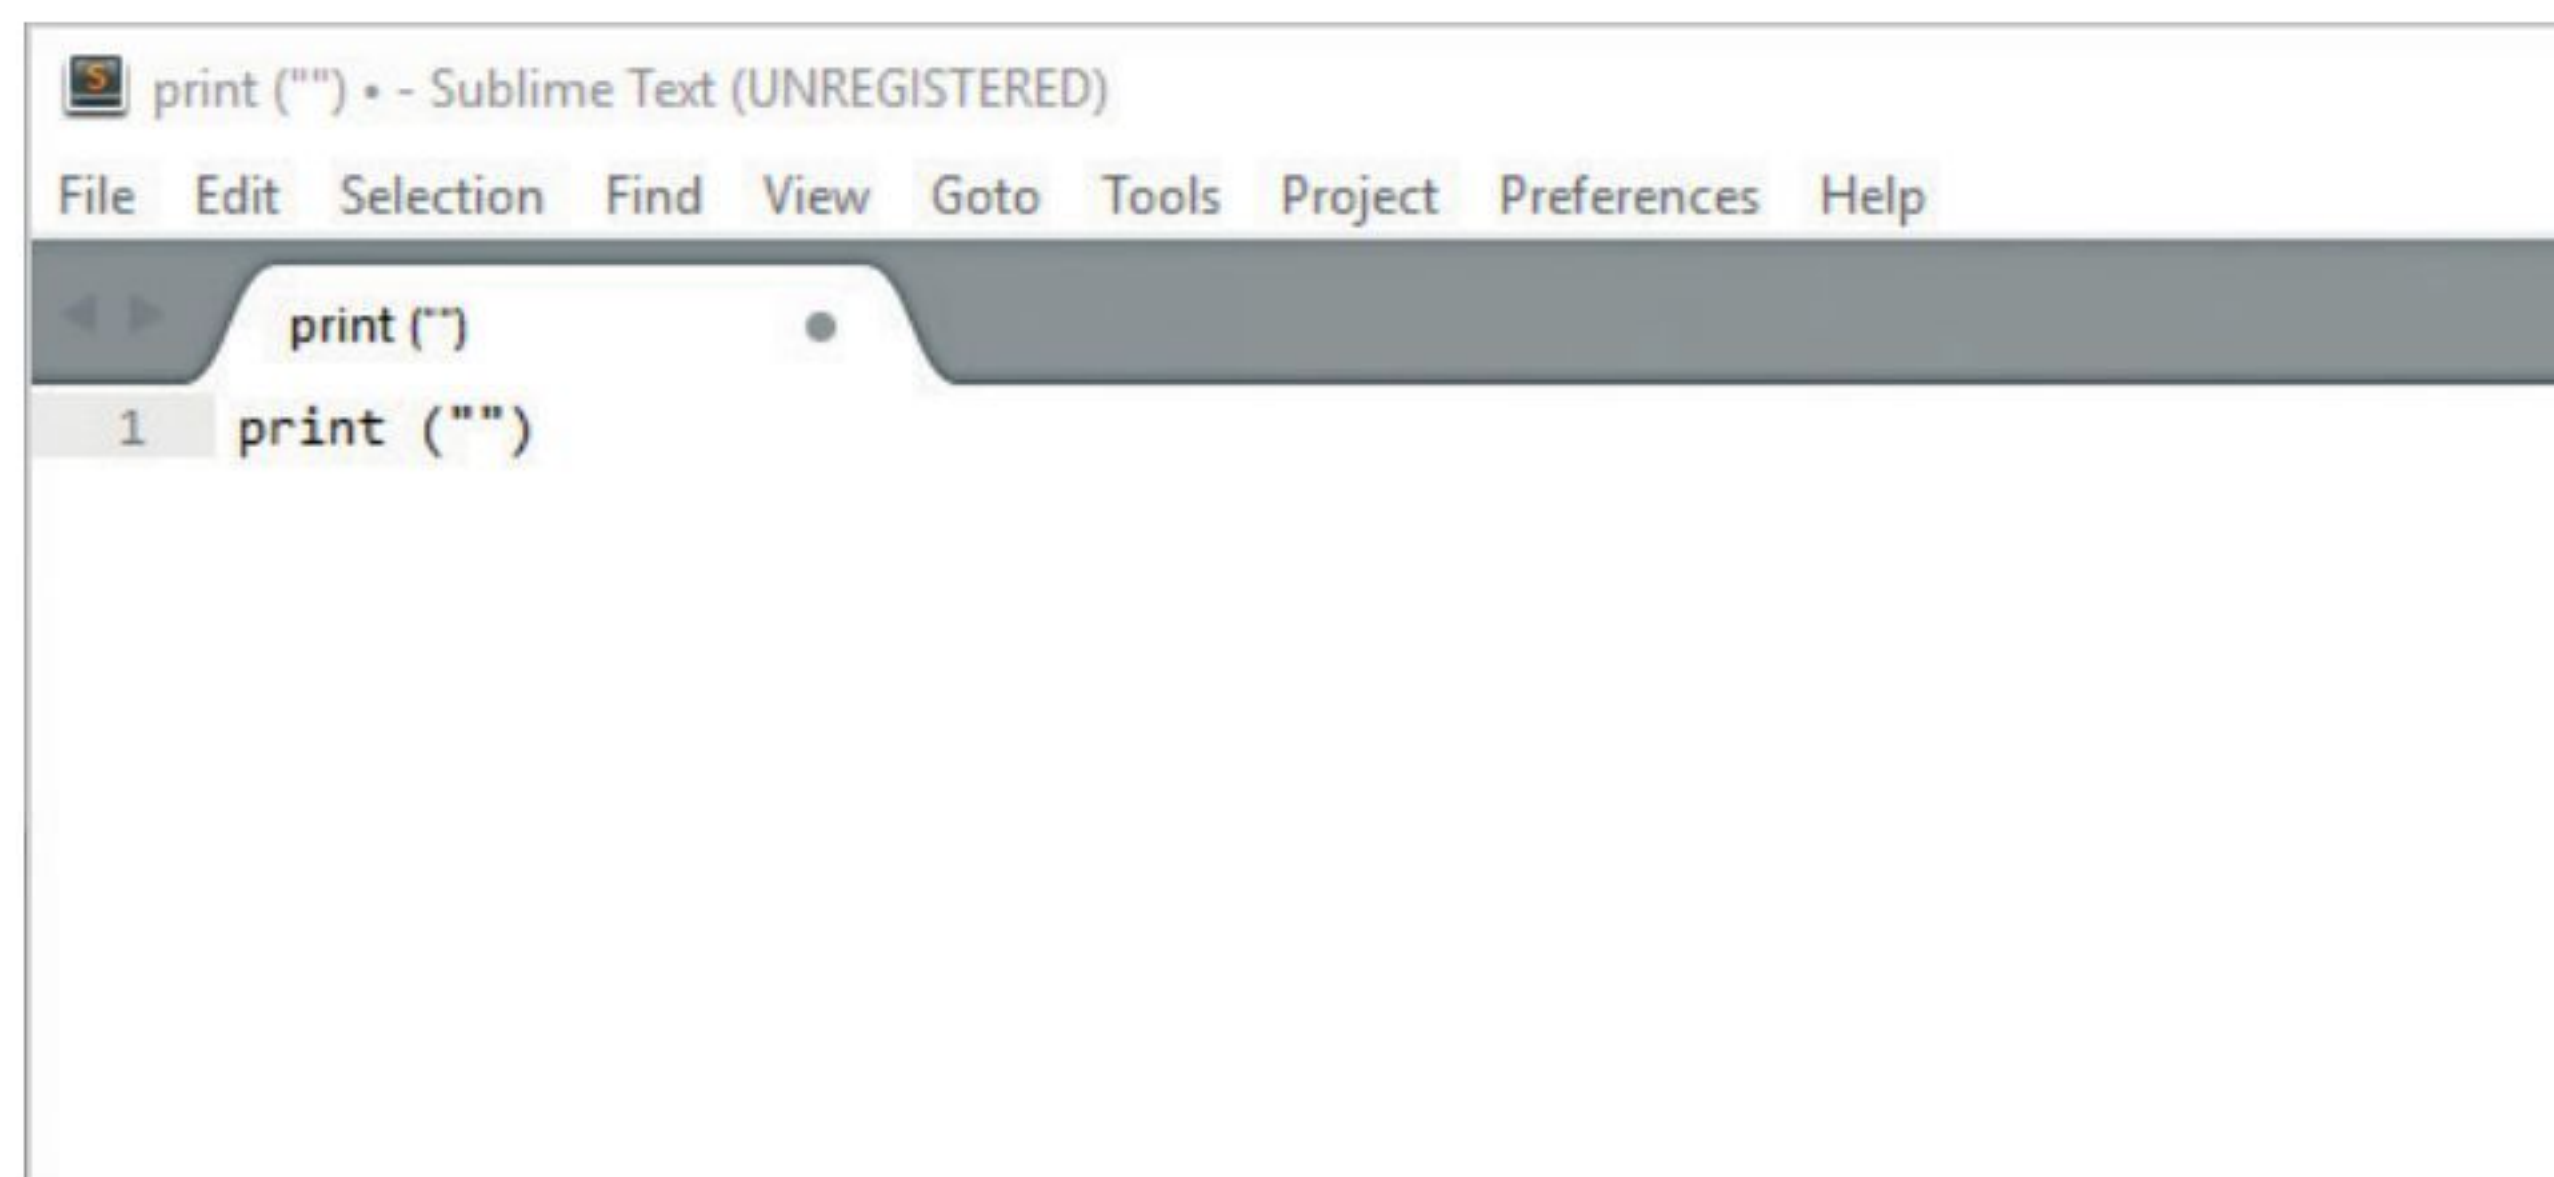 print ("") • - Sublime Text (UNREGISTERED)
File Edit Selection Find View Goto Tools Project Preferences Help
print ("")
1 print ("")